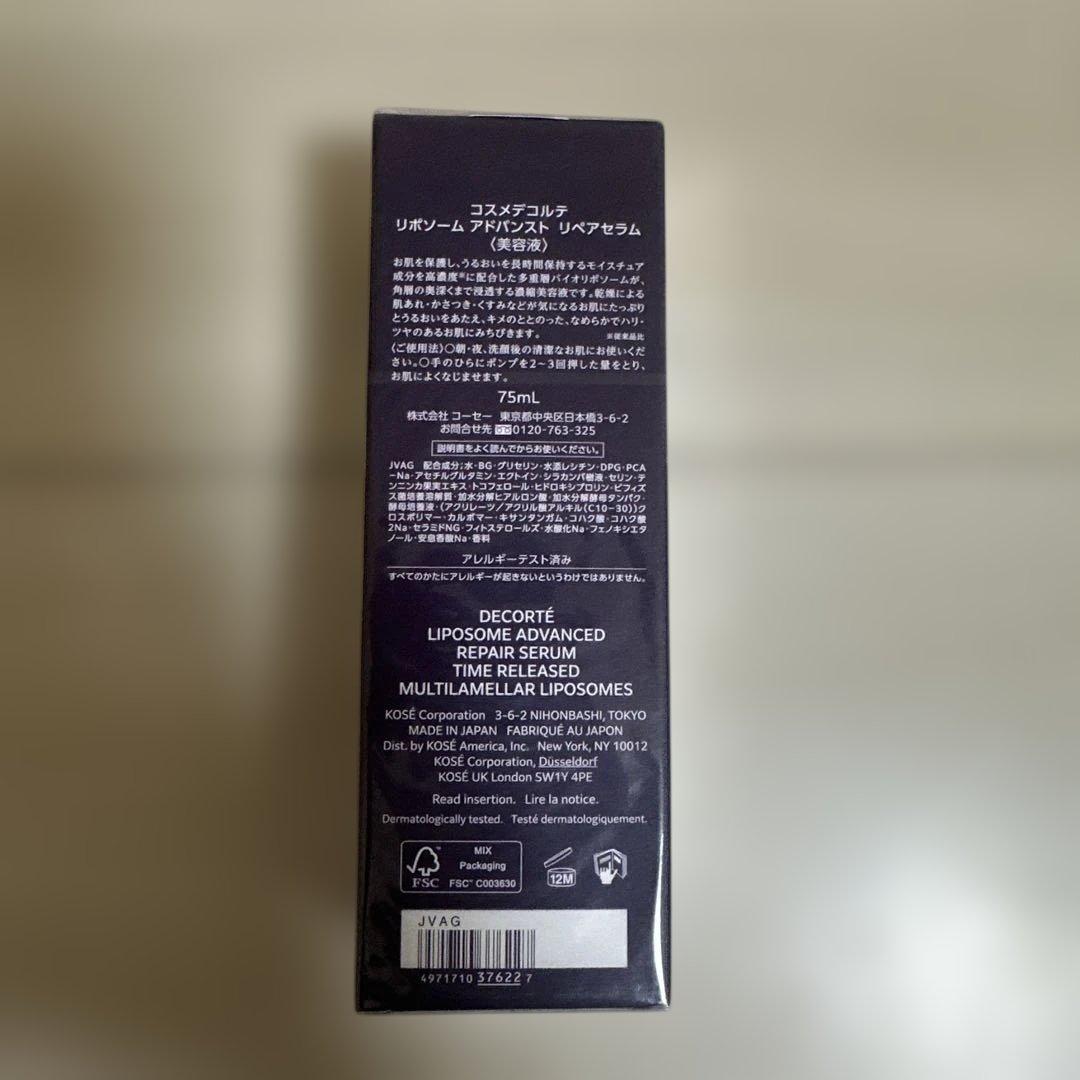 コスメデコルテ
リポソーム アドバンスト リペアセラム
〈美容液〉
お肌を保護し、うるおいを長時間保持するモイスチュア
成分を高濃度※に配合した多重層バイオリポソームが、
角層の奥深くまで浸透する濃縮美容液です。乾燥による
肌あれ・かさつき・くすみなどが気になるお肌にたっぷり
とうるおいをあたえ、キメのととのった、なめらかでハリ・
ツヤのあるお肌にみちびきます。 ※従来品比
〈ご使用法〉○朝・夜、洗顔後の清潔なお肌にお使いくだ
さい。○手のひらにポンプを2～3回押した量をとり、
お肌によくなじませます。
75mL
株式会社 コーセー 東京都中央区日本橋3-6-2
お問合せ先 0120-763-325
説明書をよく読んでからお使いください。
JVAG 配合成分:水・BG・グリセリン・水添レシチン・DPG・PCA
-Na・アセチルグルタミン・エクトイン・シラカンバ樹液・セリン・テ
ンニンカ果実エキス・トコフェロール・ヒドロキシプロリン・ビフィズ
ス菌培養溶解質・加水分解ヒアルロン酸・加水分解酵母タンパク・
酵母培養液・(アクリレーツ/アクリル酸アルキル(C10-30))ク
ロスポリマー・カルボマー・キサンタンガム・コハク酸・コハク酸
2Na・セラミドNG・フィトステロールズ・水酸化Na・フェノキシエタ
ノール・安息香酸Na・香料
アレルギーテスト済み
すべてのかたにアレルギーが起きないというわけではありません。
DECORTÉ
LIPOSOME ADVANCED
REPAIR SERUM
TIME RELEASED
MULTILAMELLAR LIPOSOMES
KOSÉ Corporation 3-6-2 NIHONBASHI, TOKYO
MADE IN JAPAN FABRIQUÉ AU JAPON
Dist. by KOSÉ America, Inc. New York, NY 10012
KOSÉ Corporation, Düsseldorf
KOSÉ UK London SW1Y 4PE
Read insertion. Lire la notice.
Dermatologically tested. Testé dermatologiquement.
MIX
Packaging
FSC FSC™ C003630
12M
JVAG
4971710 37622 7